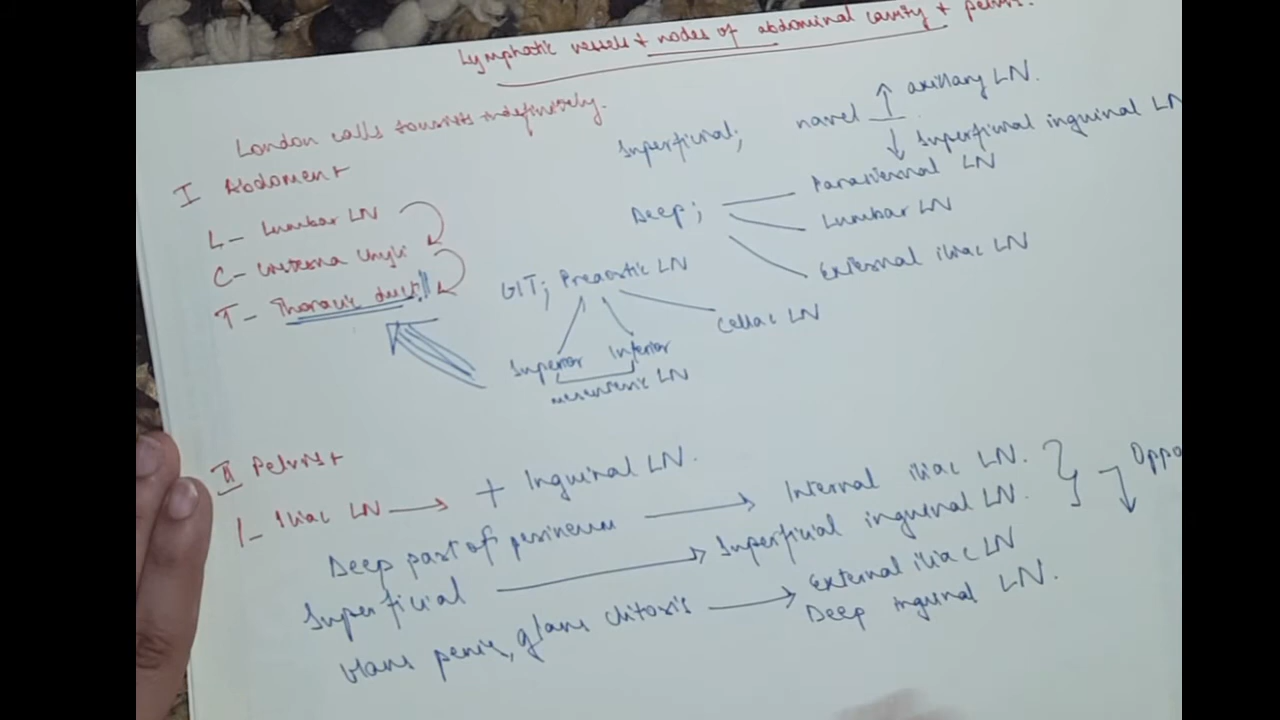 Lymphatic vessels + nodes of abdominal cavity + pelvis.
London calls tourists indefinitely.
I Abdomen +
L - Lumbar LN
C - cisterna chyli
T - Thoracic duct!!
Superficial; navel
axillary LN.
Superficial inguinal LN
Deep;
Parasternal LN
Lumbar LN
External iliac LN
GIT; Preaortic LN
Celiac LN
Superior Inferior
mesenteric LN
II Pelvis +
I - Iliac LN + Inguinal LN.
Deep part of perineum Internal iliac LN.
Superficial Superficial inguinal LN.
Glans penis, glans clitoris External iliac LN
Deep inguinal LN.
Oppo